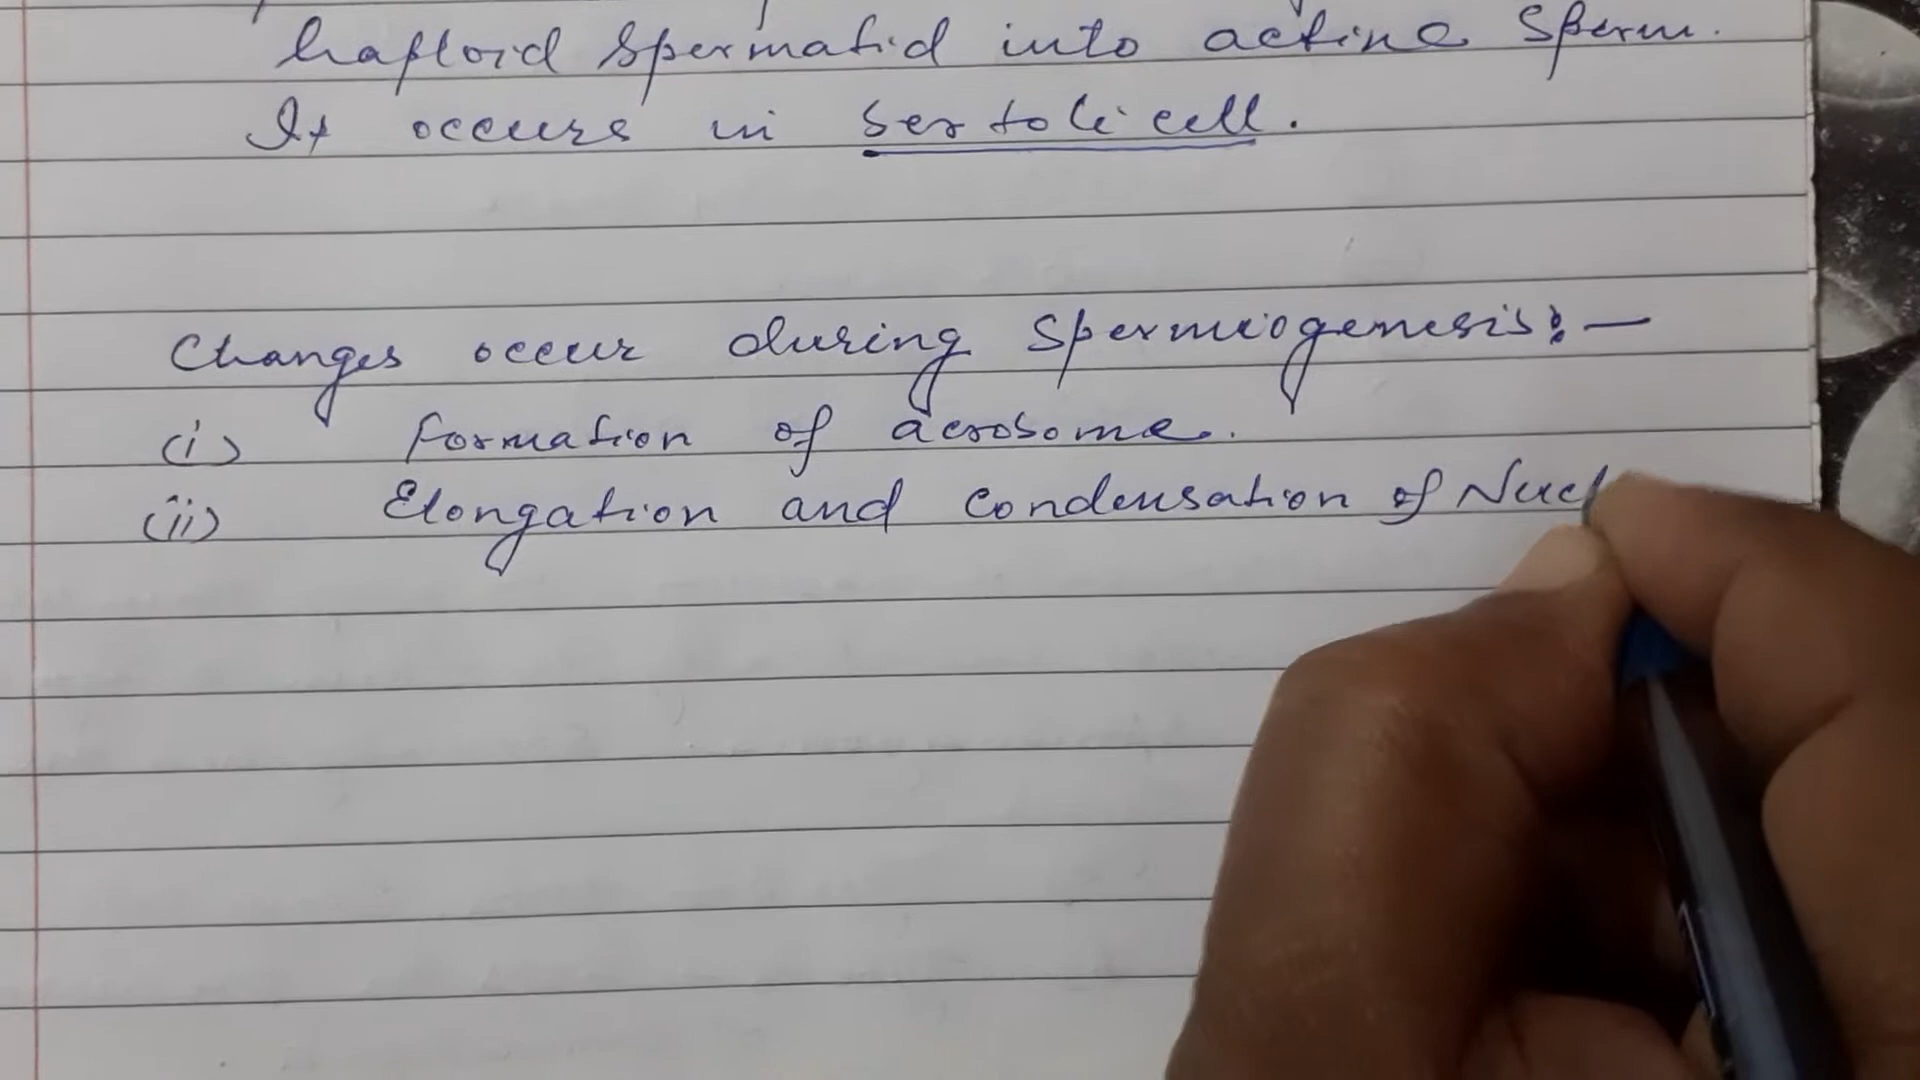 haploid spermatid into active sperm.
It occurs in sertoli cell.
Changes occur during spermiogenesis:-
(i) Formation of acrosome.
(ii) Elongation and Condensation of Nucl